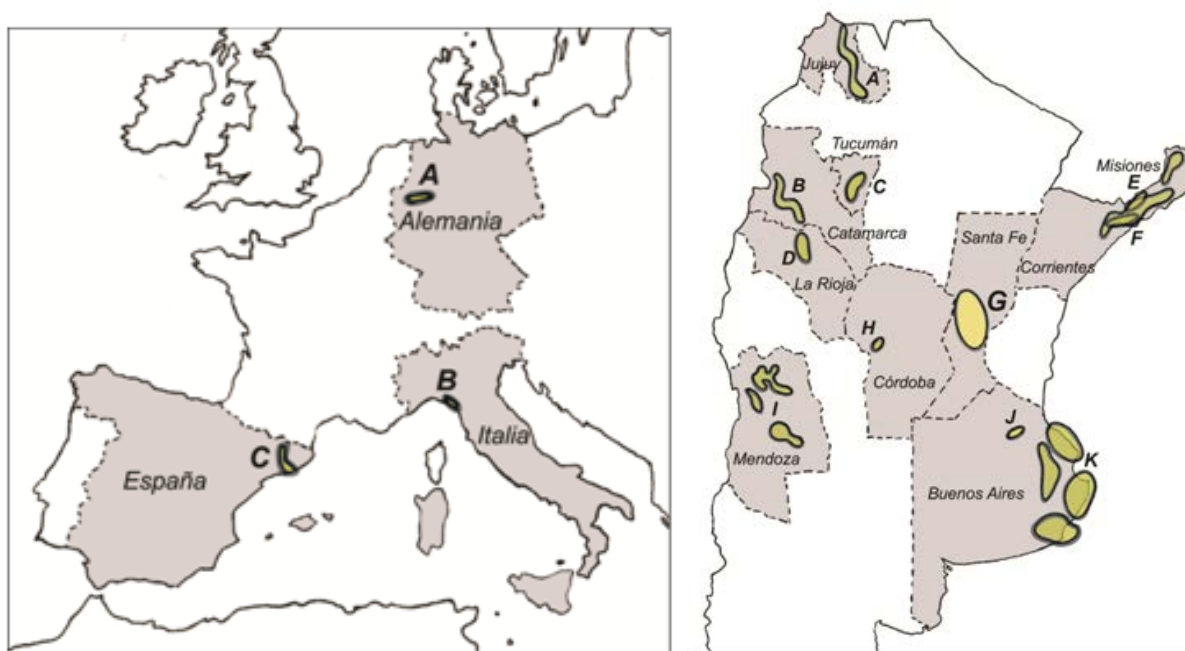 A
Alemania
B
Italia
C
España
Jujuy
A
Tucumán
Misiones
B
C
E
Catamarca
Santa Fe
F
D
Corrientes
La Rioja
G
H
Córdoba
I
J
K
Mendoza
Buenos Aires